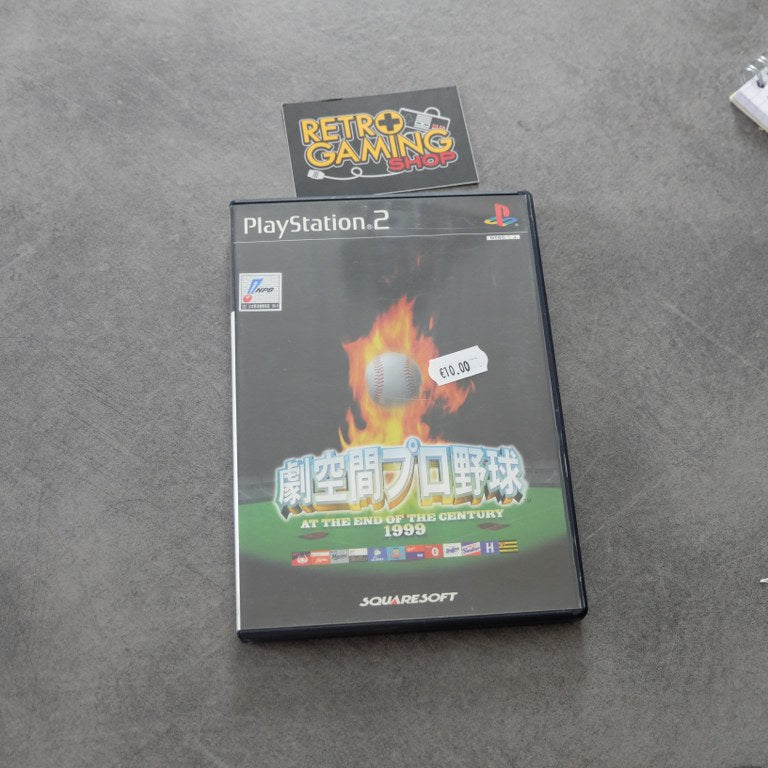 RETRO
GAMING
SHOP
PlayStation®2
NPB
€10.00
劇空間プロ野球
AT THE END OF THE CENTURY
1999
SQUARESOFT